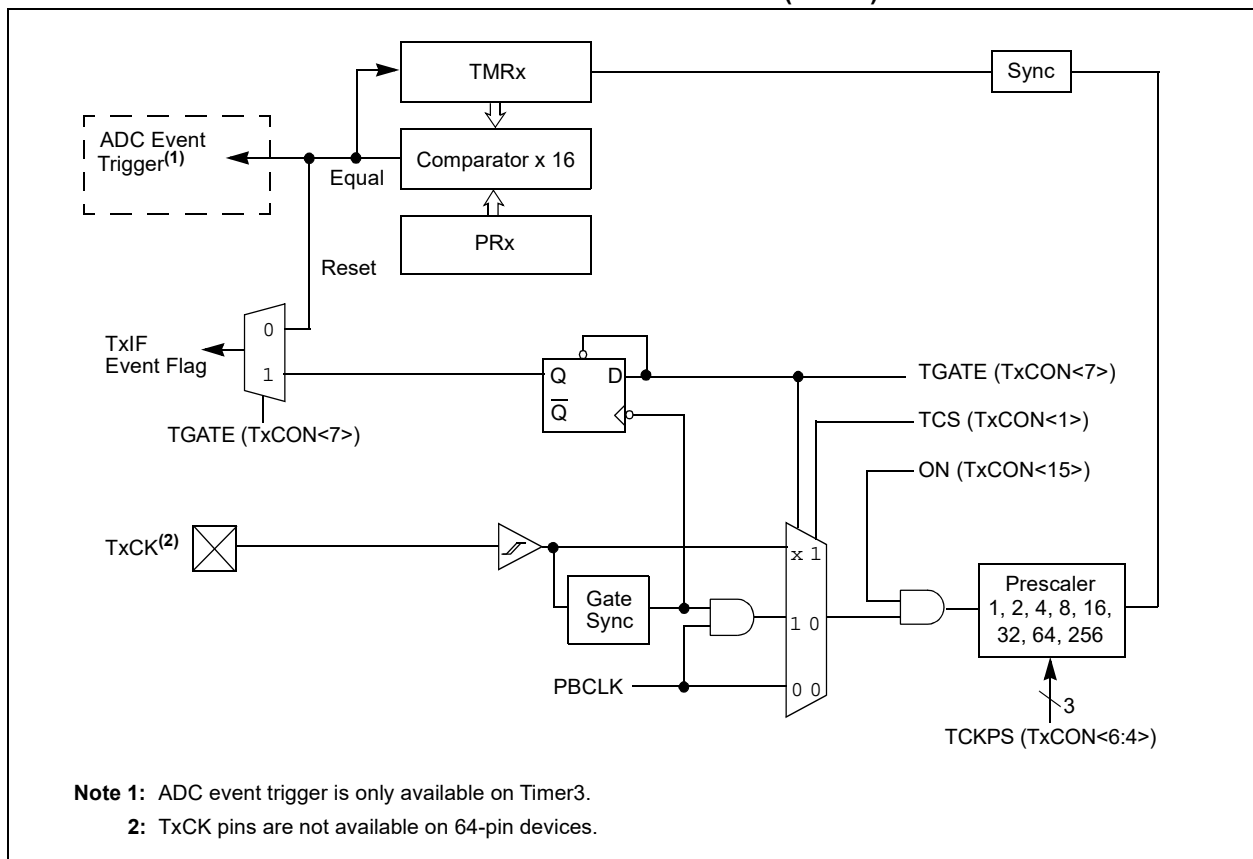 TMRx
Sync
ADC Event
Trigger(1)
Equal
Comparator x 16
PRx
Reset
0
TxIF
Event Flag
1
Q D
Q
TGATE (TxCON<7>)
TCS (TxCON<1>)
TGATE (TxCON<7>)
ON (TxCON<15>)
TxCK(2)
x 1
Prescaler
1, 2, 4, 8, 16,
32, 64, 256
Gate
Sync
1 0
PBCLK
0 0
3
TCKPS (TxCON<6:4>)
Note 1: ADC event trigger is only available on Timer3.
2: TxCK pins are not available on 64-pin devices.